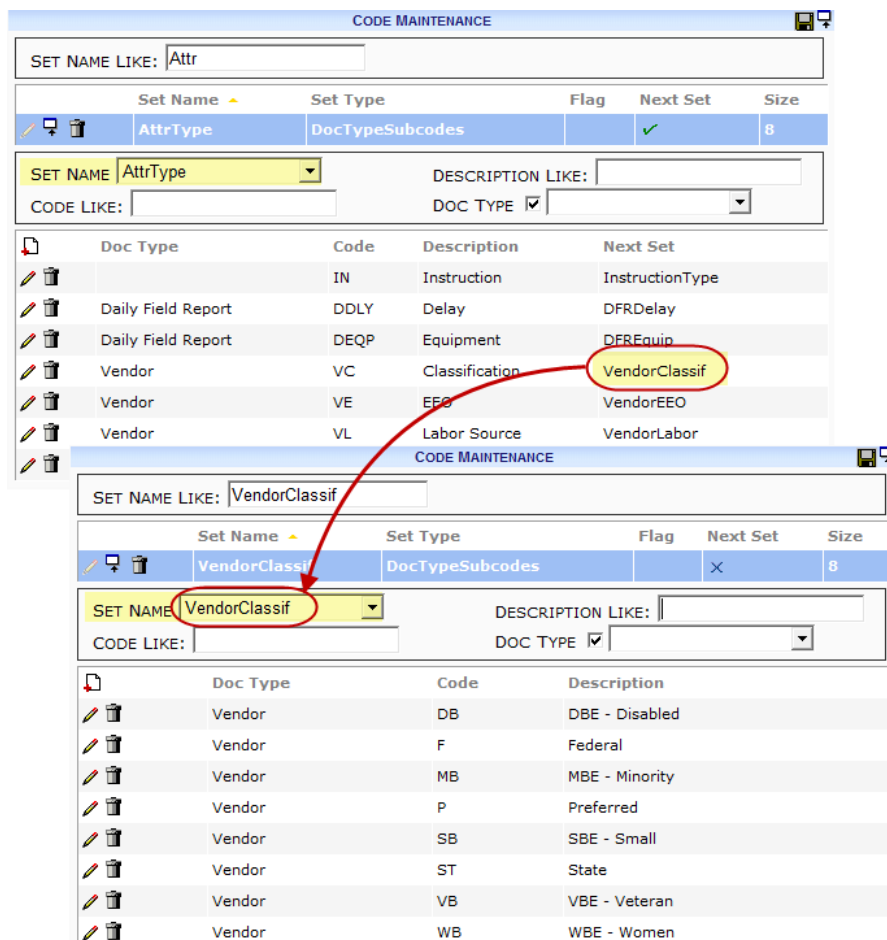 CODE MAINTENANCE
SET NAME LIKE: Attr
Set Name Set Type Flag Next Set Size
AttrType DocTypeSubcodes 8
SET NAME AttrType DESCRIPTION LIKE:
CODE LIKE: DOC TYPE
Doc Type Code Description Next Set
IN Instruction InstructionType
Daily Field Report DDLY Delay DFRDelay
Daily Field Report DEQP Equipment DFREquip
Vendor VC Classification VendorClassif
Vendor VE EEO VendorEEO
Vendor VL Labor Source VendorLabor
CODE MAINTENANCE
SET NAME LIKE: VendorClassif
Set Name Set Type Flag Next Set Size
VendorClassif DocTypeSubcodes 8
SET NAME VendorClassif DESCRIPTION LIKE:
CODE LIKE: DOC TYPE
Doc Type Code Description
Vendor DB DBE - Disabled
Vendor F Federal
Vendor MB MBE - Minority
Vendor P Preferred
Vendor SB SBE - Small
Vendor ST State
Vendor VB VBE - Veteran
Vendor WB WBE - Women